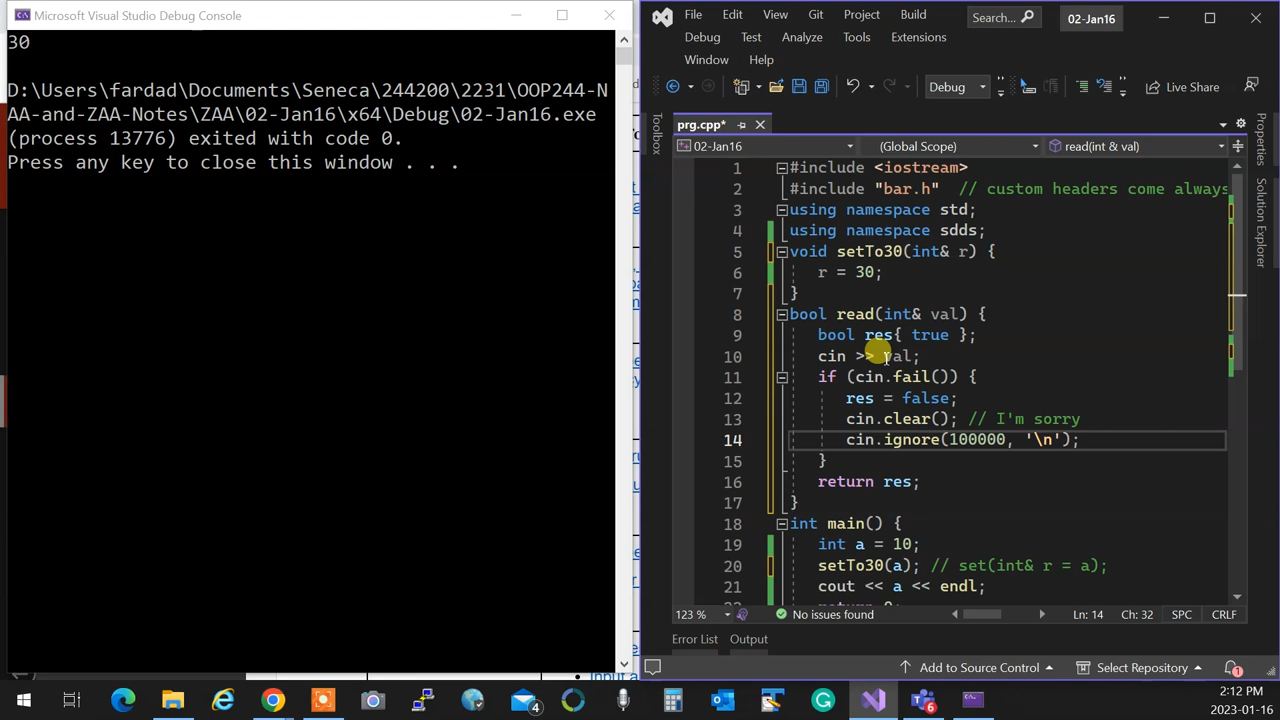 Microsoft Visual Studio Debug Console
30
D:\Users\fardad\Documents\Seneca\244200\2231\OOP244-N
AA-and-ZAA-Notes\ZAA\02-Jan16\x64\Debug\02-Jan16.exe
(process 13776) exited with code 0.
Press any key to close this window . . .
File Edit View Git Project Build
Search...
02-Jan16
Debug Test Analyze Tools Extensions
Window Help
Debug
Live Share
Toolbox
prg.cpp*
Properties
Solution Explorer
02-Jan16
(Global Scope)
read(int & val)
1 #include <iostream>
2 #include "bar.h"  // custom headers come always
3 using namespace std;
4 using namespace sdds;
5 void setTo30(int& r) {
6 r = 30;
7 }
8 bool read(int& val) {
9 bool res{ true };
10 cin >> val;
11 if (cin.fail()) {
12 res = false;
13 cin.clear(); // I'm sorry
14 cin.ignore(100000, '\n');
15 }
16 return res;
17 }
18 int main() {
19 int a = 10;
20 setTo30(a); // set(int& r = a);
21 cout << a << endl;
123 %
No issues found
Ln: 14
Ch: 32
SPC
CRLF
Error List
Output
Add to Source Control
Select Repository
1
4
6
2:12 PM
2023-01-16